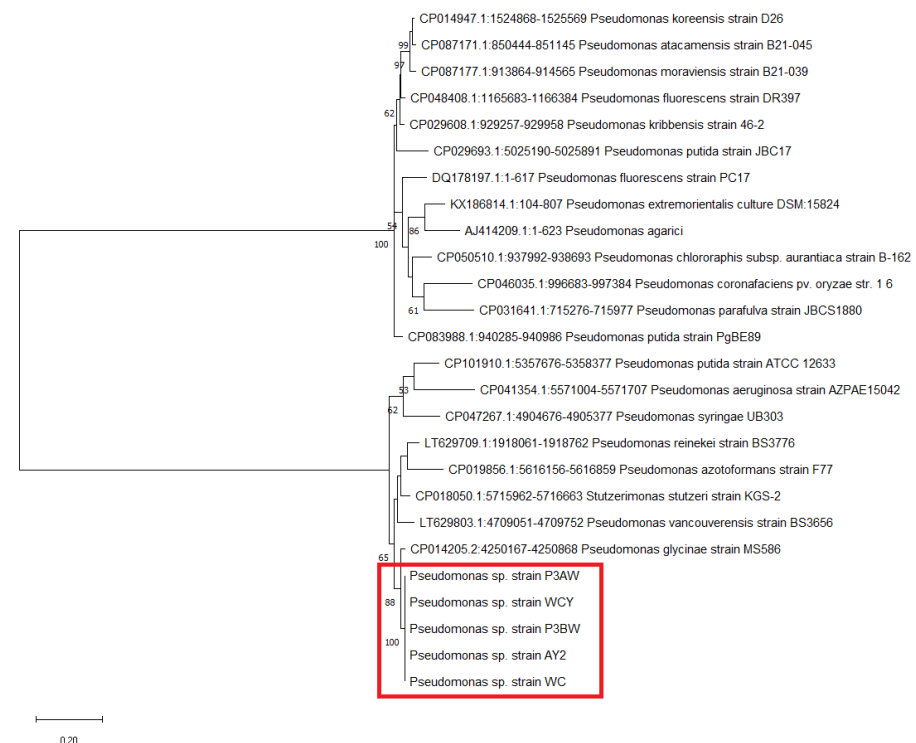 CP014947.1:1524868-1525569 Pseudomonas koreensis strain D26
99
CP087171.1:850444-851145 Pseudomonas atacamensis strain B21-045
97
CP087177.1:913864-914565 Pseudomonas moraviensis strain B21-039
CP048408.1:1165683-1166384 Pseudomonas fluorescens strain DR397
62
CP029608.1:929257-929958 Pseudomonas kribbensis strain 46-2
CP029693.1:5025190-5025891 Pseudomonas putida strain JBC17
DQ178197.1:1-617 Pseudomonas fluorescens strain PC17
KX186814.1:104-807 Pseudomonas extremorientalis culture DSM:15824
54
86
AJ414209.1:1-623 Pseudomonas agarici
100
CP050510.1:937992-938693 Pseudomonas chlororaphis subsp. aurantiaca strain B-162
CP046035.1:996683-997384 Pseudomonas coronafaciens pv. oryzae str. 1 6
61
CP031641.1:715276-715977 Pseudomonas parafulva strain JBCS1880
CP083988.1:940285-940986 Pseudomonas putida strain PgBE89
CP101910.1:5357676-5358377 Pseudomonas putida strain ATCC 12633
53
CP041354.1:5571004-5571707 Pseudomonas aeruginosa strain AZPAE15042
62
CP047267.1:4904676-4905377 Pseudomonas syringae UB303
LT629709.1:1918061-1918762 Pseudomonas reinekei strain BS3776
CP019856.1:5616156-5616859 Pseudomonas azotoformans strain F77
CP018050.1:5715962-5716663 Stutzerimonas stutzeri strain KGS-2
LT629803.1:4709051-4709752 Pseudomonas vancouverensis strain BS3656
CP014205.2:4250167-4250868 Pseudomonas glycinae strain MS586
65
Pseudomonas sp. strain P3AW
88
Pseudomonas sp. strain WCY
Pseudomonas sp. strain P3BW
100
Pseudomonas sp. strain AY2
Pseudomonas sp. strain WC
0.20